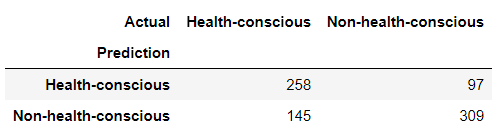 Actual Health-conscious Non-health-conscious
Prediction
Health-conscious 258 97
Non-health-conscious 145 309